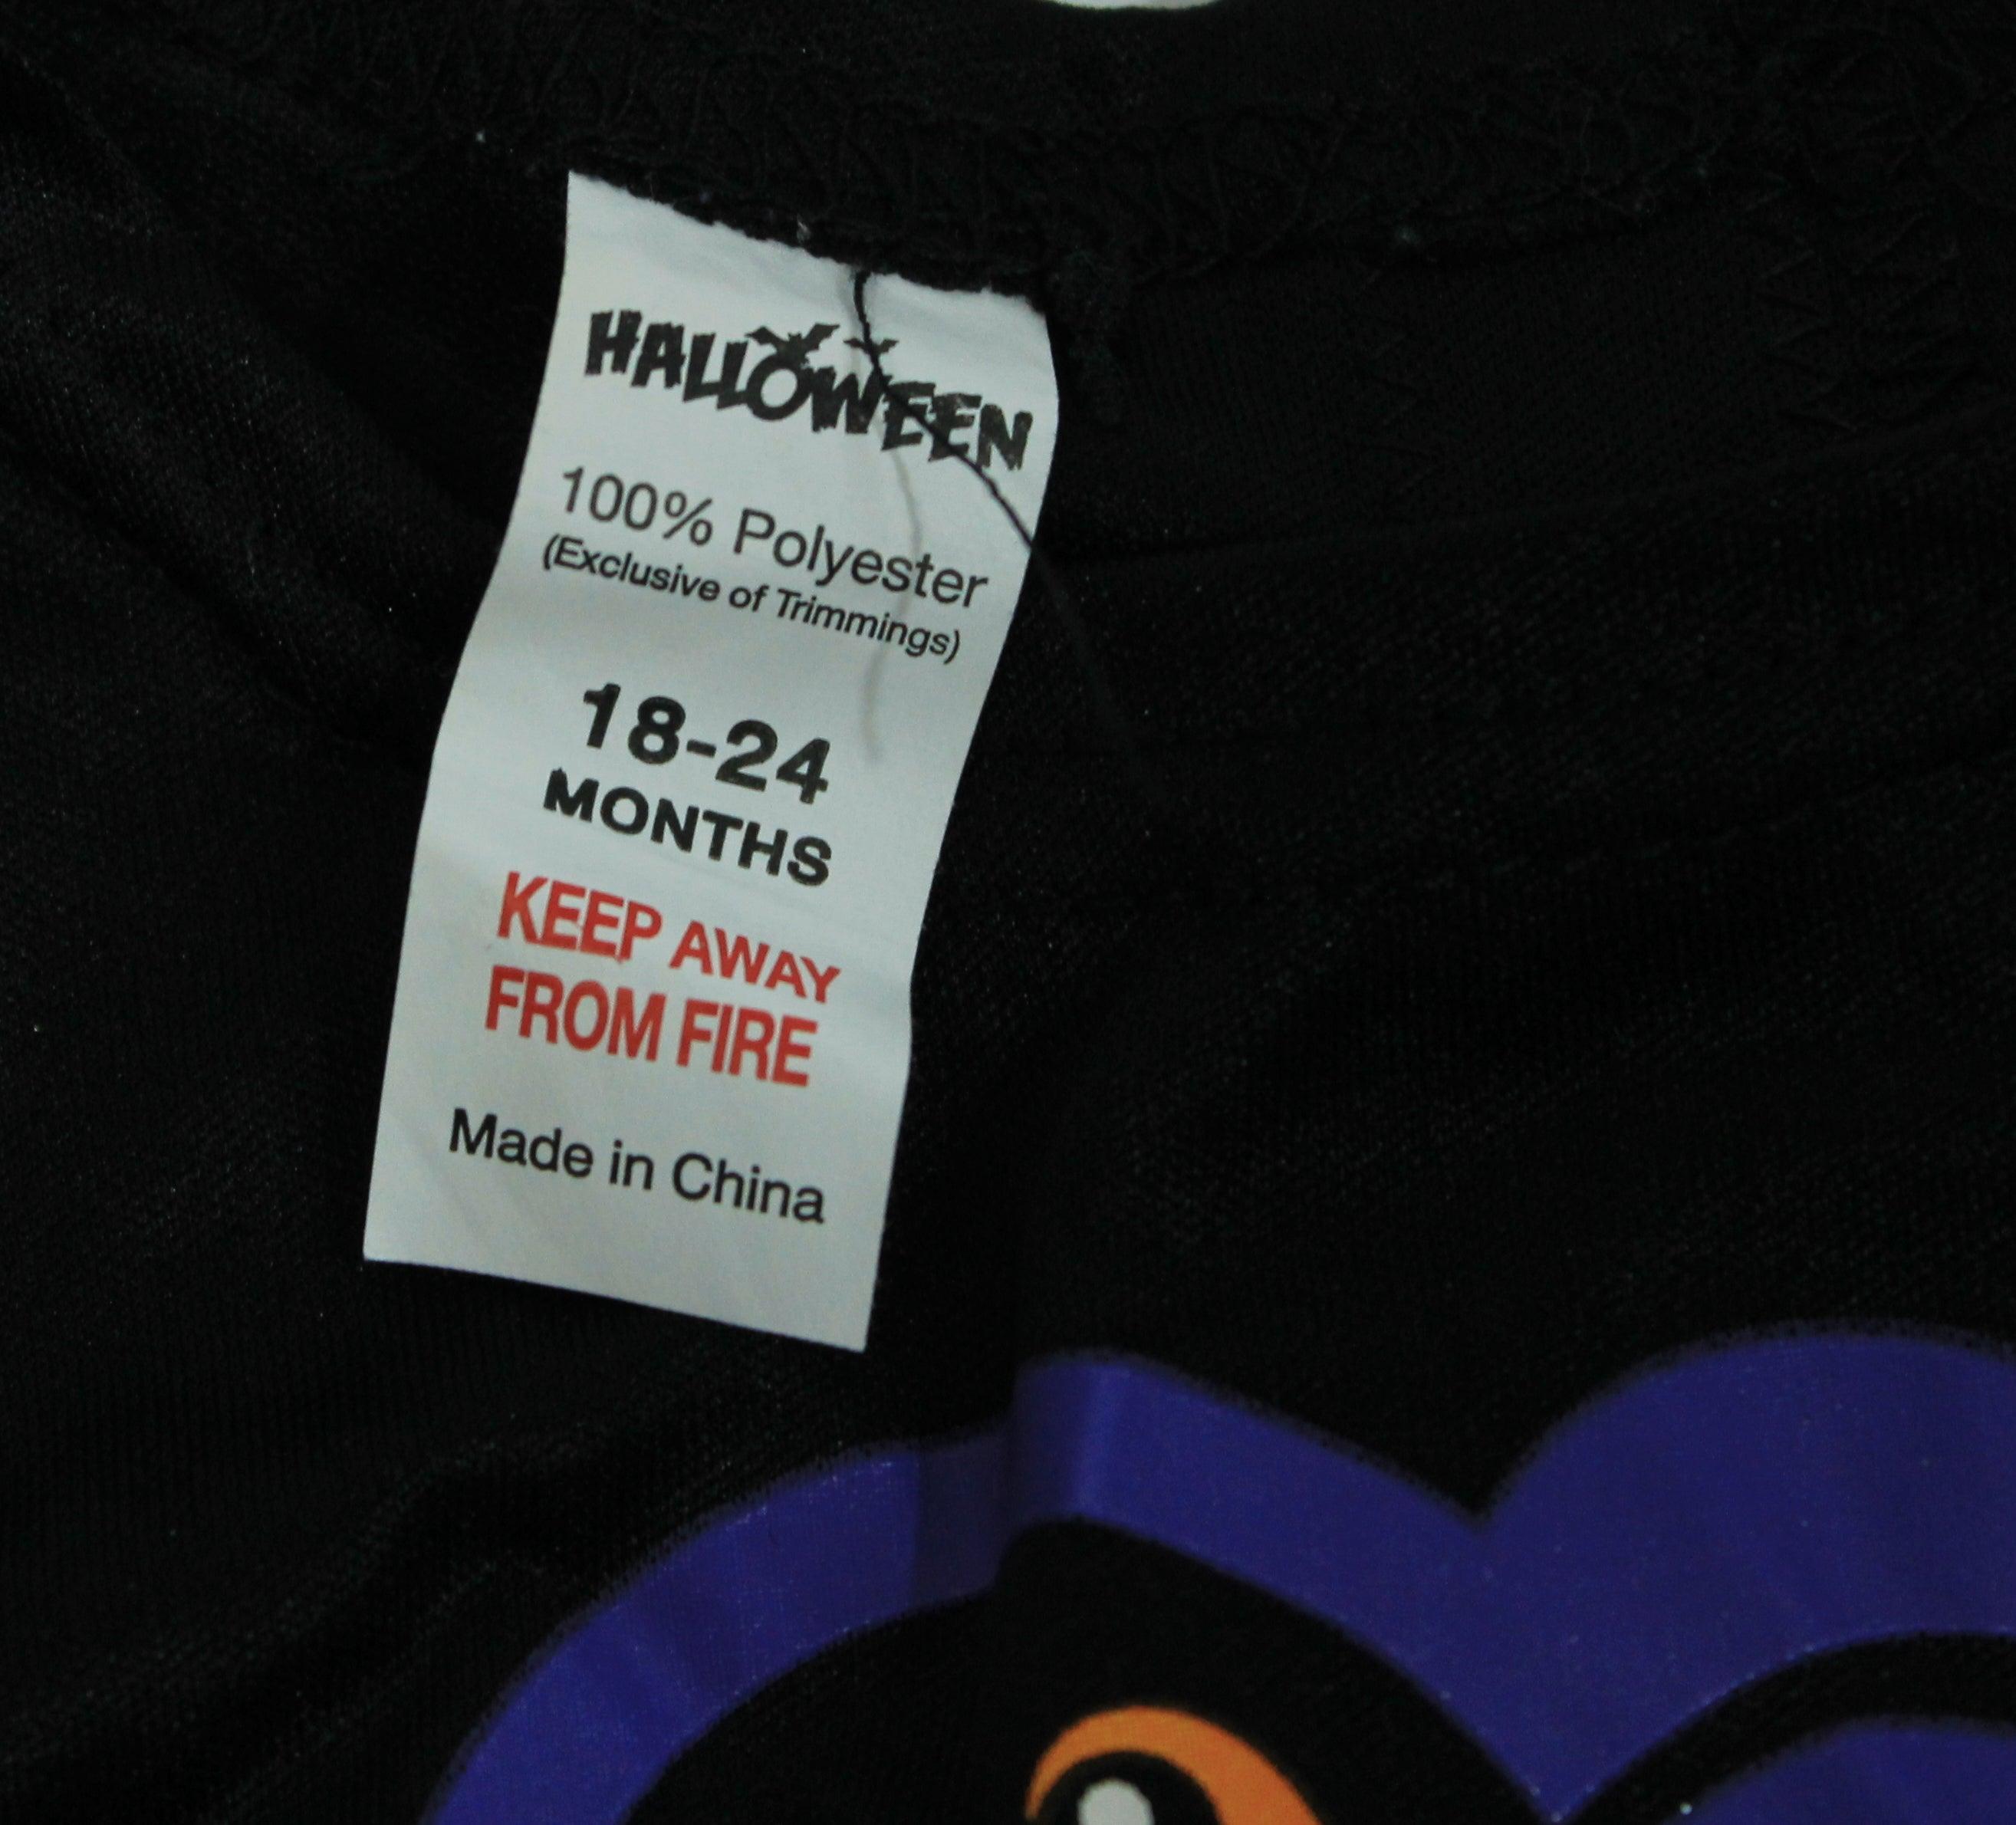 HALLOWEEN
100% Polyester
(Exclusive of Trimmings)
18-24
MONTHS
KEEP AWAY
FROM FIRE
Made in China